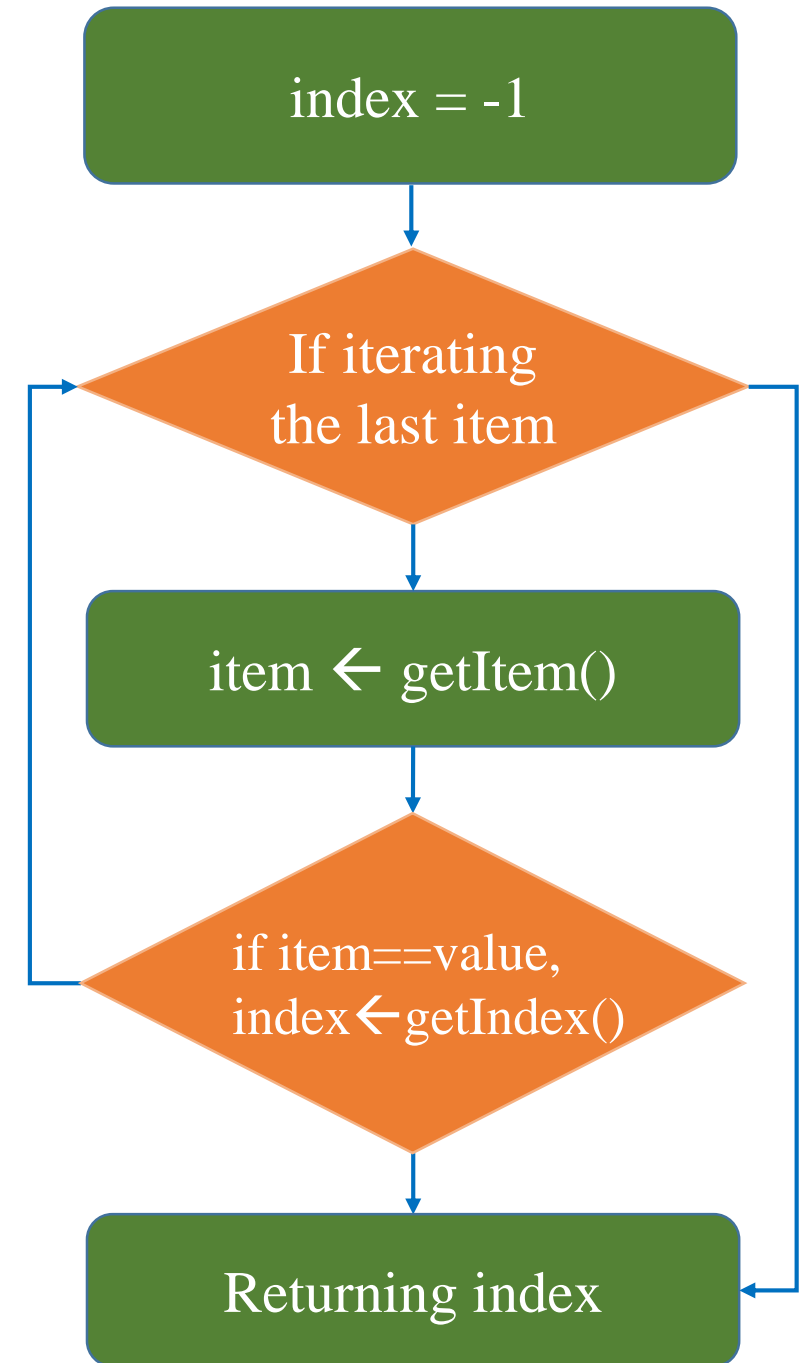 index = -1
If iterating
the last item
item ← getItem()
if item==value,
index←getIndex()
Returning index